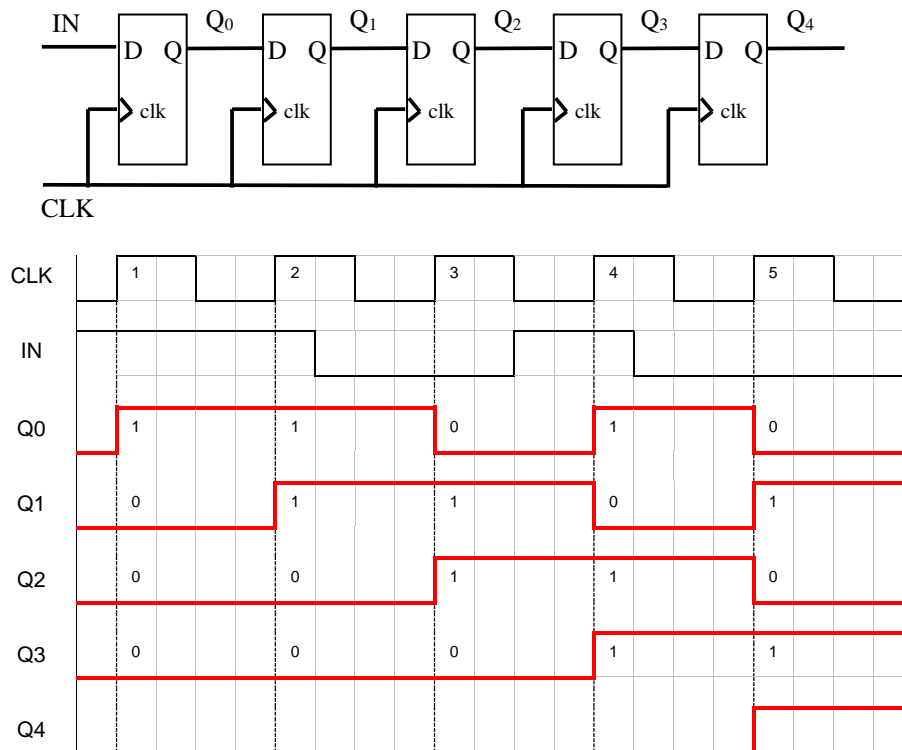 IN Q₀ Q₁ Q₂ Q₃ Q₄
D Q D Q D Q D Q D Q
clk clk clk clk clk
CLK
CLK 1 2 3 4 5
IN
Q0 1 1 0 1 0
Q1 0 1 1 0 1
Q2 0 0 1 1 0
Q3 0 0 0 1 1
Q4